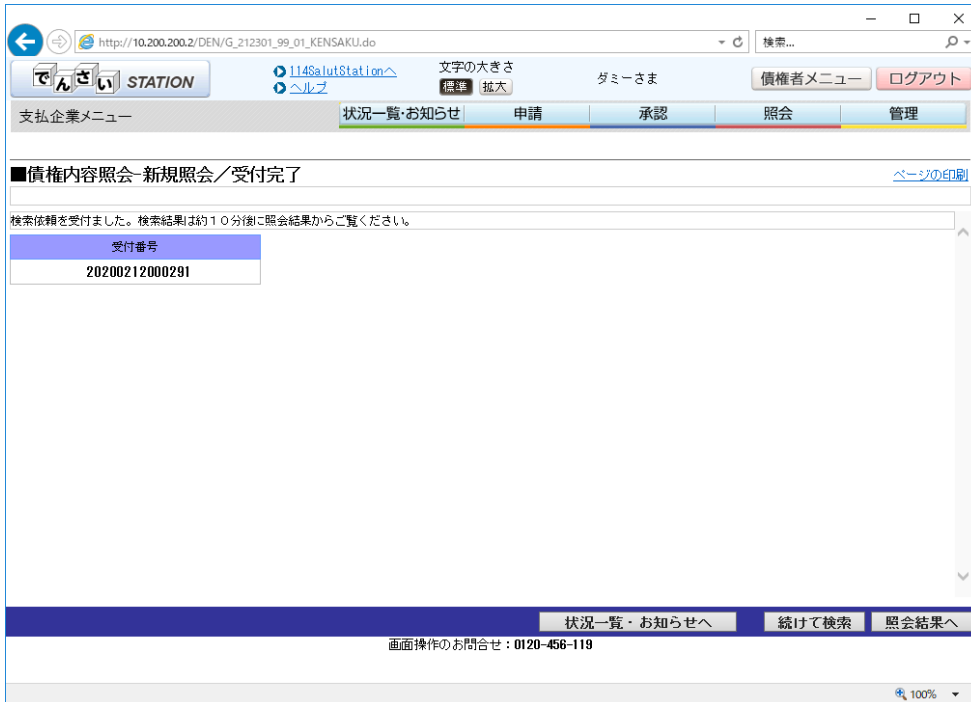 http://10.200.200.2/DEN/G_212301_99_01_KENSAKU.do
検索...
でんさい STATION
114SalutStationへ
ヘルプ
文字の大きさ
標準 拡大
ダミーさま
債権者メニュー
ログアウト
支払企業メニュー
状況一覧・お知らせ 申請 承認 照会 管理
■債権内容照会-新規照会／受付完了
ページの印刷
検索依頼を受付ました。検索結果は約１０分後に照会結果からご覧ください。
受付番号
20200212000291
状況一覧・お知らせへ 続けて検索 照会結果へ
画面操作のお問合せ：0120-456-119
100%